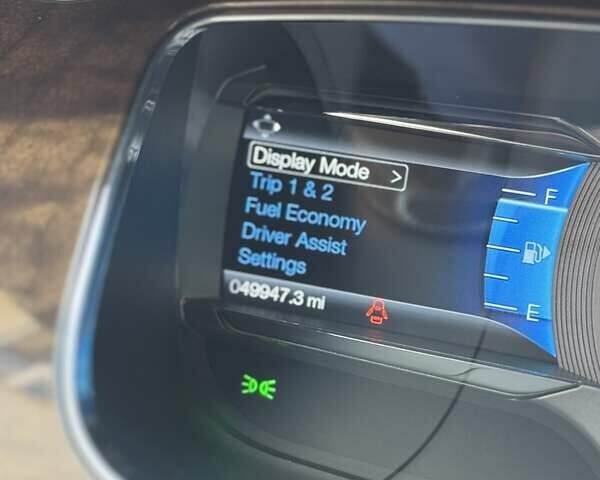 Display Mode >
Trip 1 & 2
Fuel Economy
Driver Assist
Settings
049947.3 mi
F
E